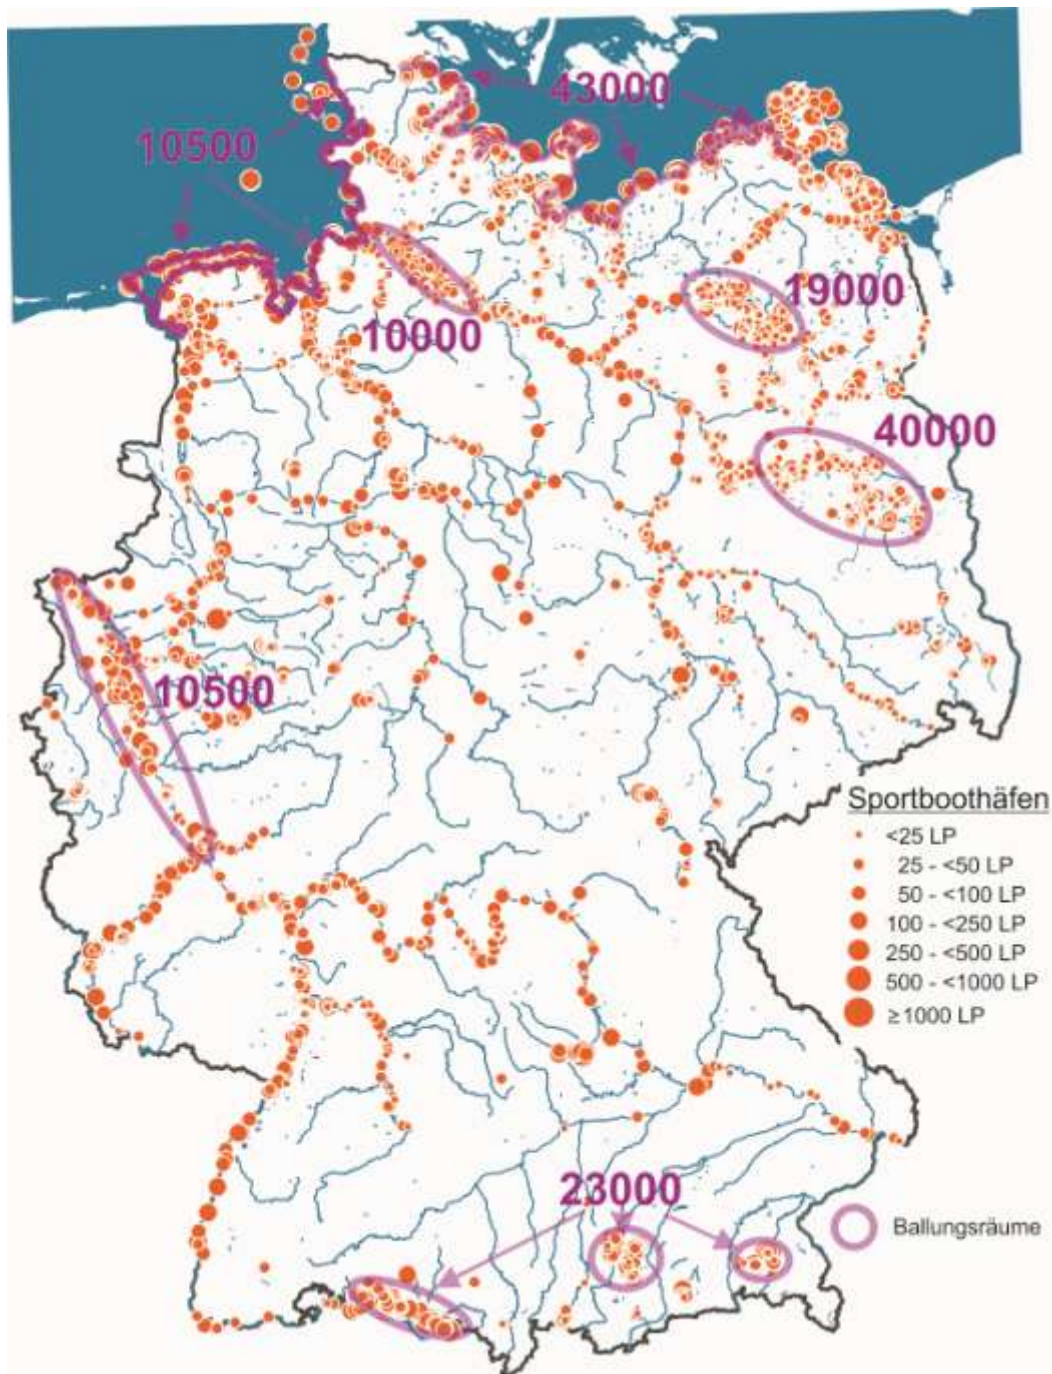 43000
10500
19000
10000
40000
10500
Sportboothäfen
<25 LP
25 - <50 LP
50 - <100 LP
100 - <250 LP
250 - <500 LP
500 - <1000 LP
≥1000 LP
23000
Ballungsräume